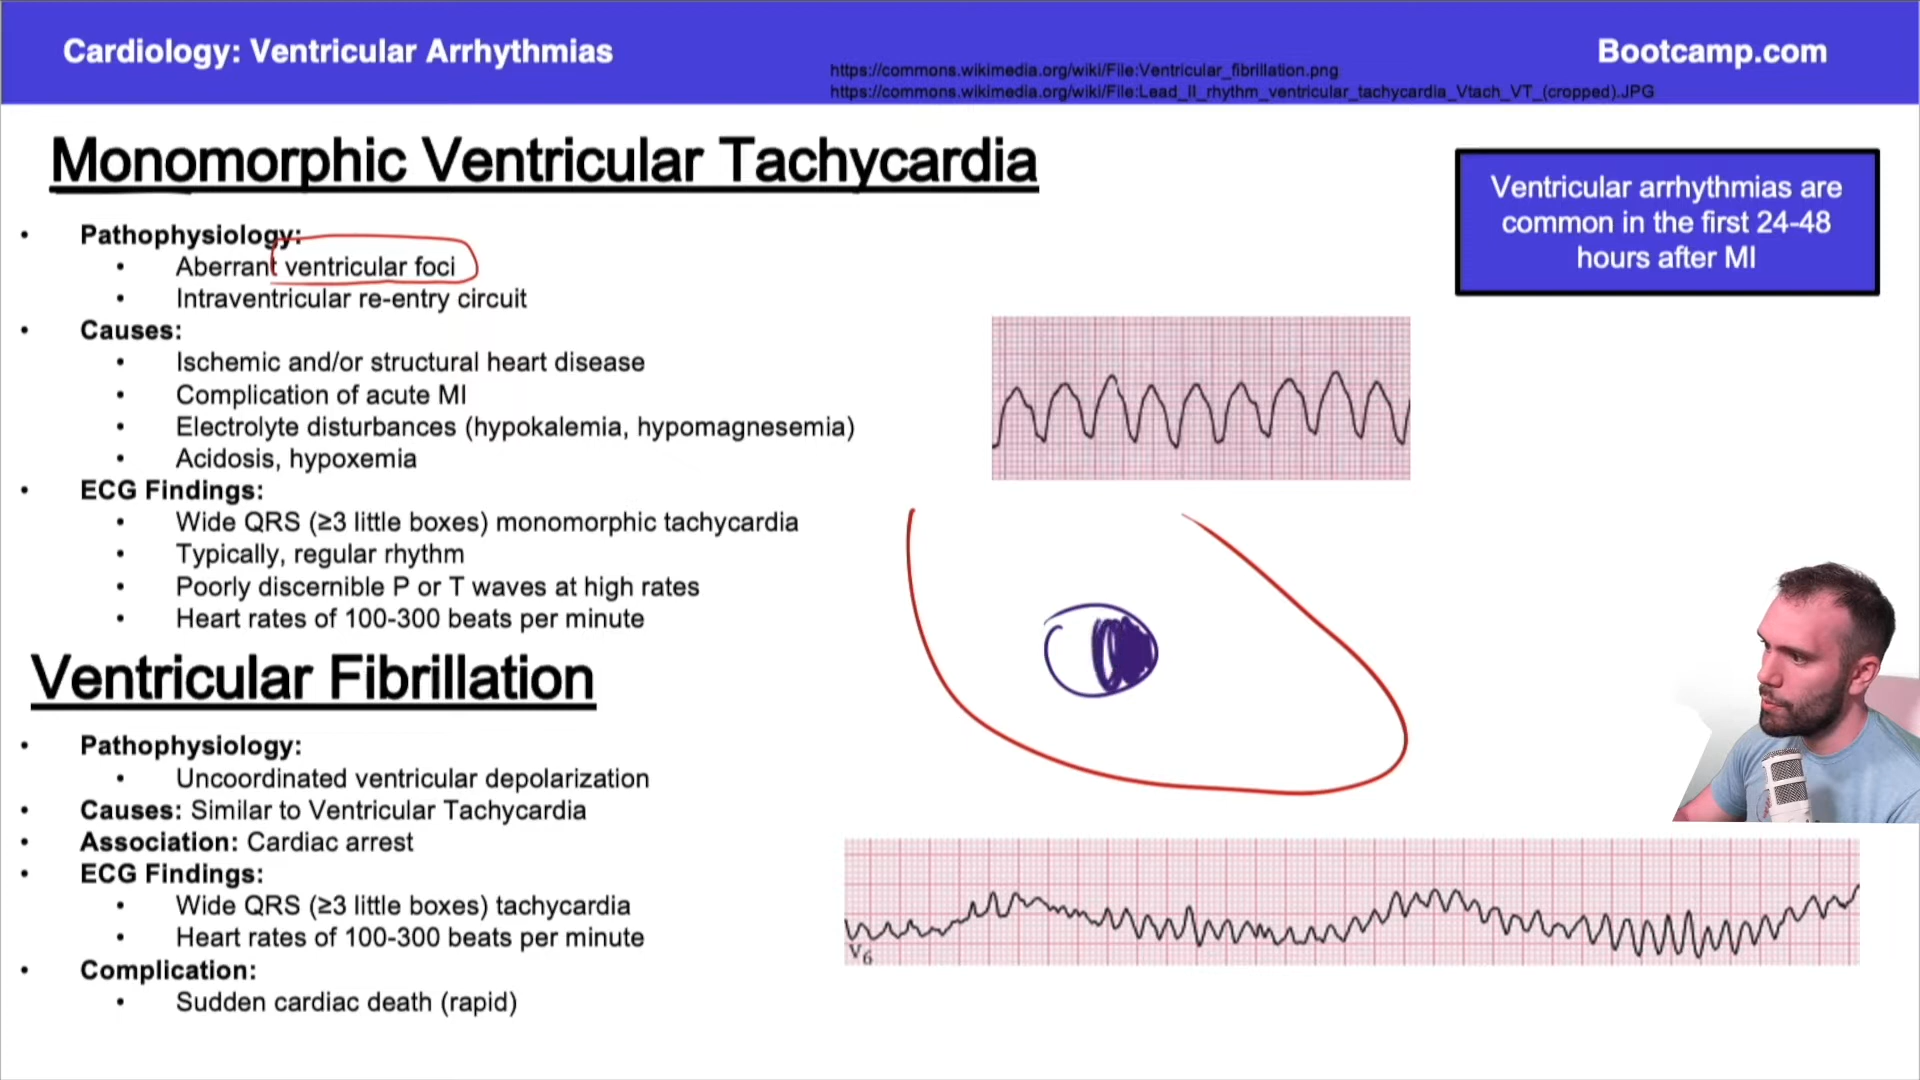 Cardiology: Ventricular Arrhythmias
Bootcamp.com
https://commons.wikimedia.org/wiki/File:Ventricular_fibrillation.png
https://commons.wikimedia.org/wiki/File:Lead_II_rhythm_ventricular_tachycardia_Vtach_VT_(cropped).JPG
Monomorphic Ventricular Tachycardia
Ventricular arrhythmias are
common in the first 24-48
hours after MI
• Pathophysiology:
• Aberrant ventricular foci
• Intraventricular re-entry circuit
• Causes:
• Ischemic and/or structural heart disease
• Complication of acute MI
• Electrolyte disturbances (hypokalemia, hypomagnesemia)
• Acidosis, hypoxemia
• ECG Findings:
• Wide QRS (≥3 little boxes) monomorphic tachycardia
• Typically, regular rhythm
• Poorly discernible P or T waves at high rates
• Heart rates of 100-300 beats per minute
Ventricular Fibrillation
• Pathophysiology:
• Uncoordinated ventricular depolarization
• Causes: Similar to Ventricular Tachycardia
• Association: Cardiac arrest
• ECG Findings:
• Wide QRS (≥3 little boxes) tachycardia
• Heart rates of 100-300 beats per minute
• Complication:
• Sudden cardiac death (rapid)
V6